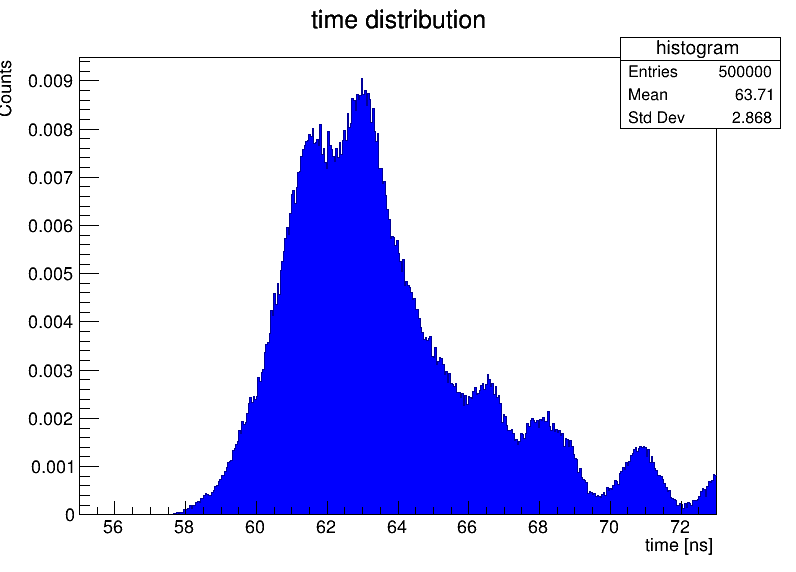 time distribution
histogram
Entries 500000
Mean 63.71
Std Dev 2.868
Counts
0.009
0.008
0.007
0.006
0.005
0.004
0.003
0.002
0.001
0
56 58 60 62 64 66 68 70 72
time [ns]